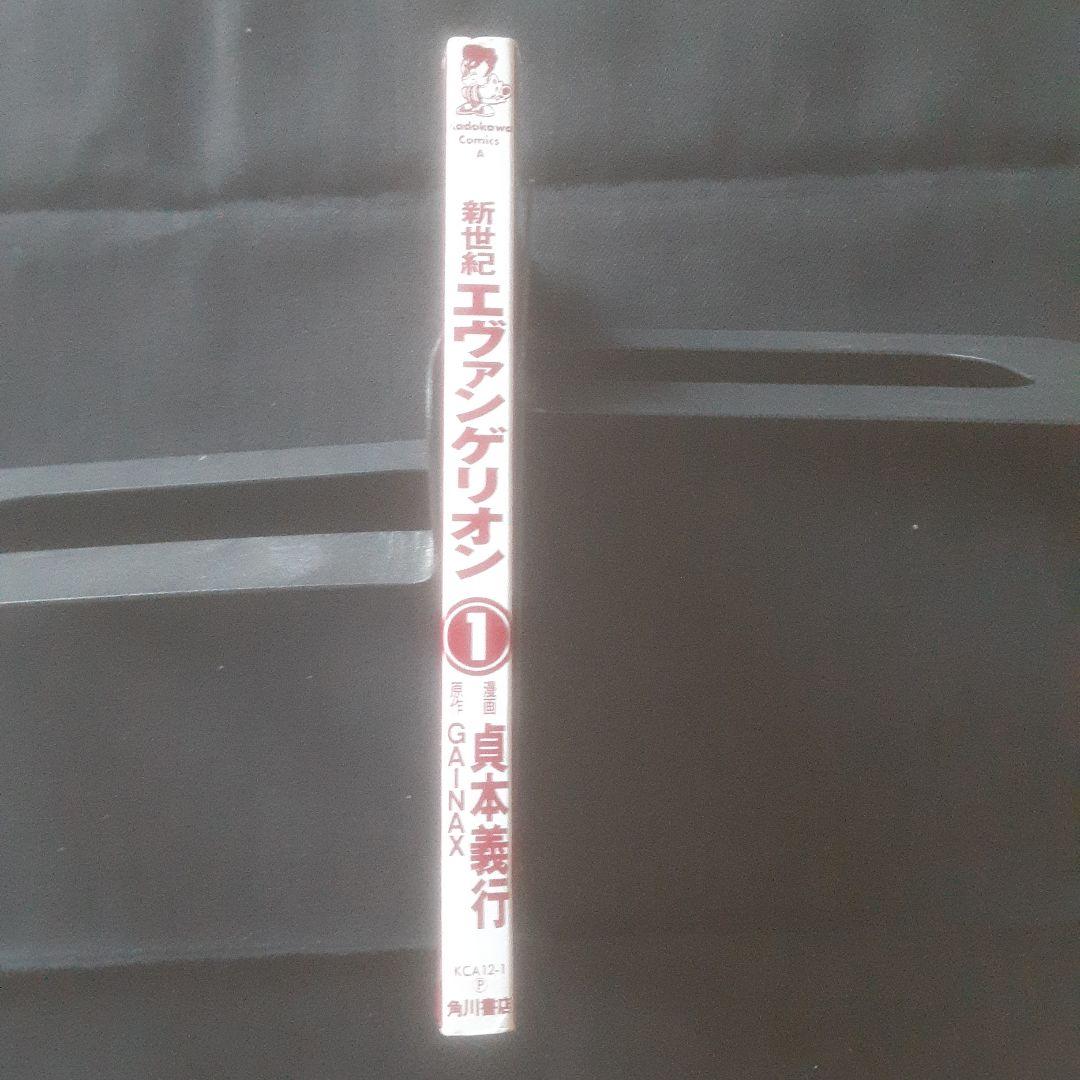 Kadokawa
Comics
A
新世紀
エヴァンゲリオン
1
漫画 貞本義行
原作 GAINAX
KCA12-1
P
角川書店